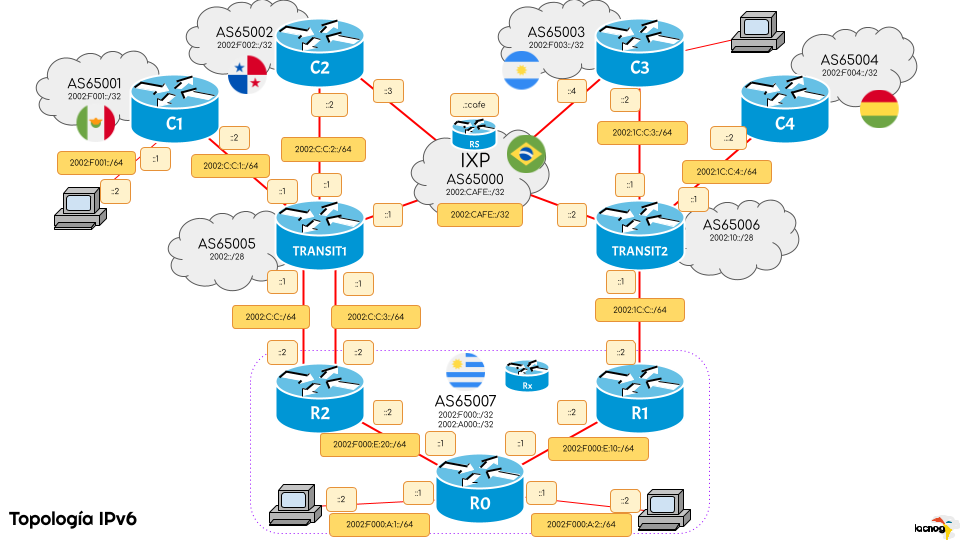 AS65002
2002:F002::/32
C2
AS65003
2002:F003::/32
C3
AS65004
2002:F004::/32
C4
AS65001
2002:F001::/32
C1
::3
::2
.::cafe
RS
::4
::2
::2
::2
2002:F001::/64
::1
::2
2002:C:C:1::/64
2002:C:C:2::/64
IXP
AS65000
2002:CAFE::/32
2002:CAFE::/32
2002:1C:C:3::/64
.::2
2002:1C:C:4::/64
::1
::1
::1
::2
::1
::1
AS65005
2002::/28
TRANSIT1
TRANSIT2
AS65006
2002:10::/28
::1
::1
::1
2002:C:C::/64
2002:C:C:3::/64
2002:1C:C::/64
::2
::2
::2
R2
Rx
R1
AS65007
2002:F000::/32
2002:A000::/32
::2
::2
2002:F000:E:20::/64
::1
::1
2002:F000:E:10::/64
R0
::2
::1
::1
::2
2002:F000:A:1::/64
2002:F000:A:2::/64
Topología IPv6
lacnog